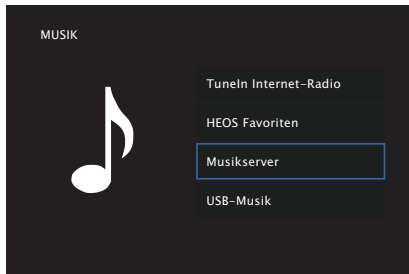 MUSIK
TuneIn Internet-Radio
HEOS Favoriten
Musikserver
USB-Musik